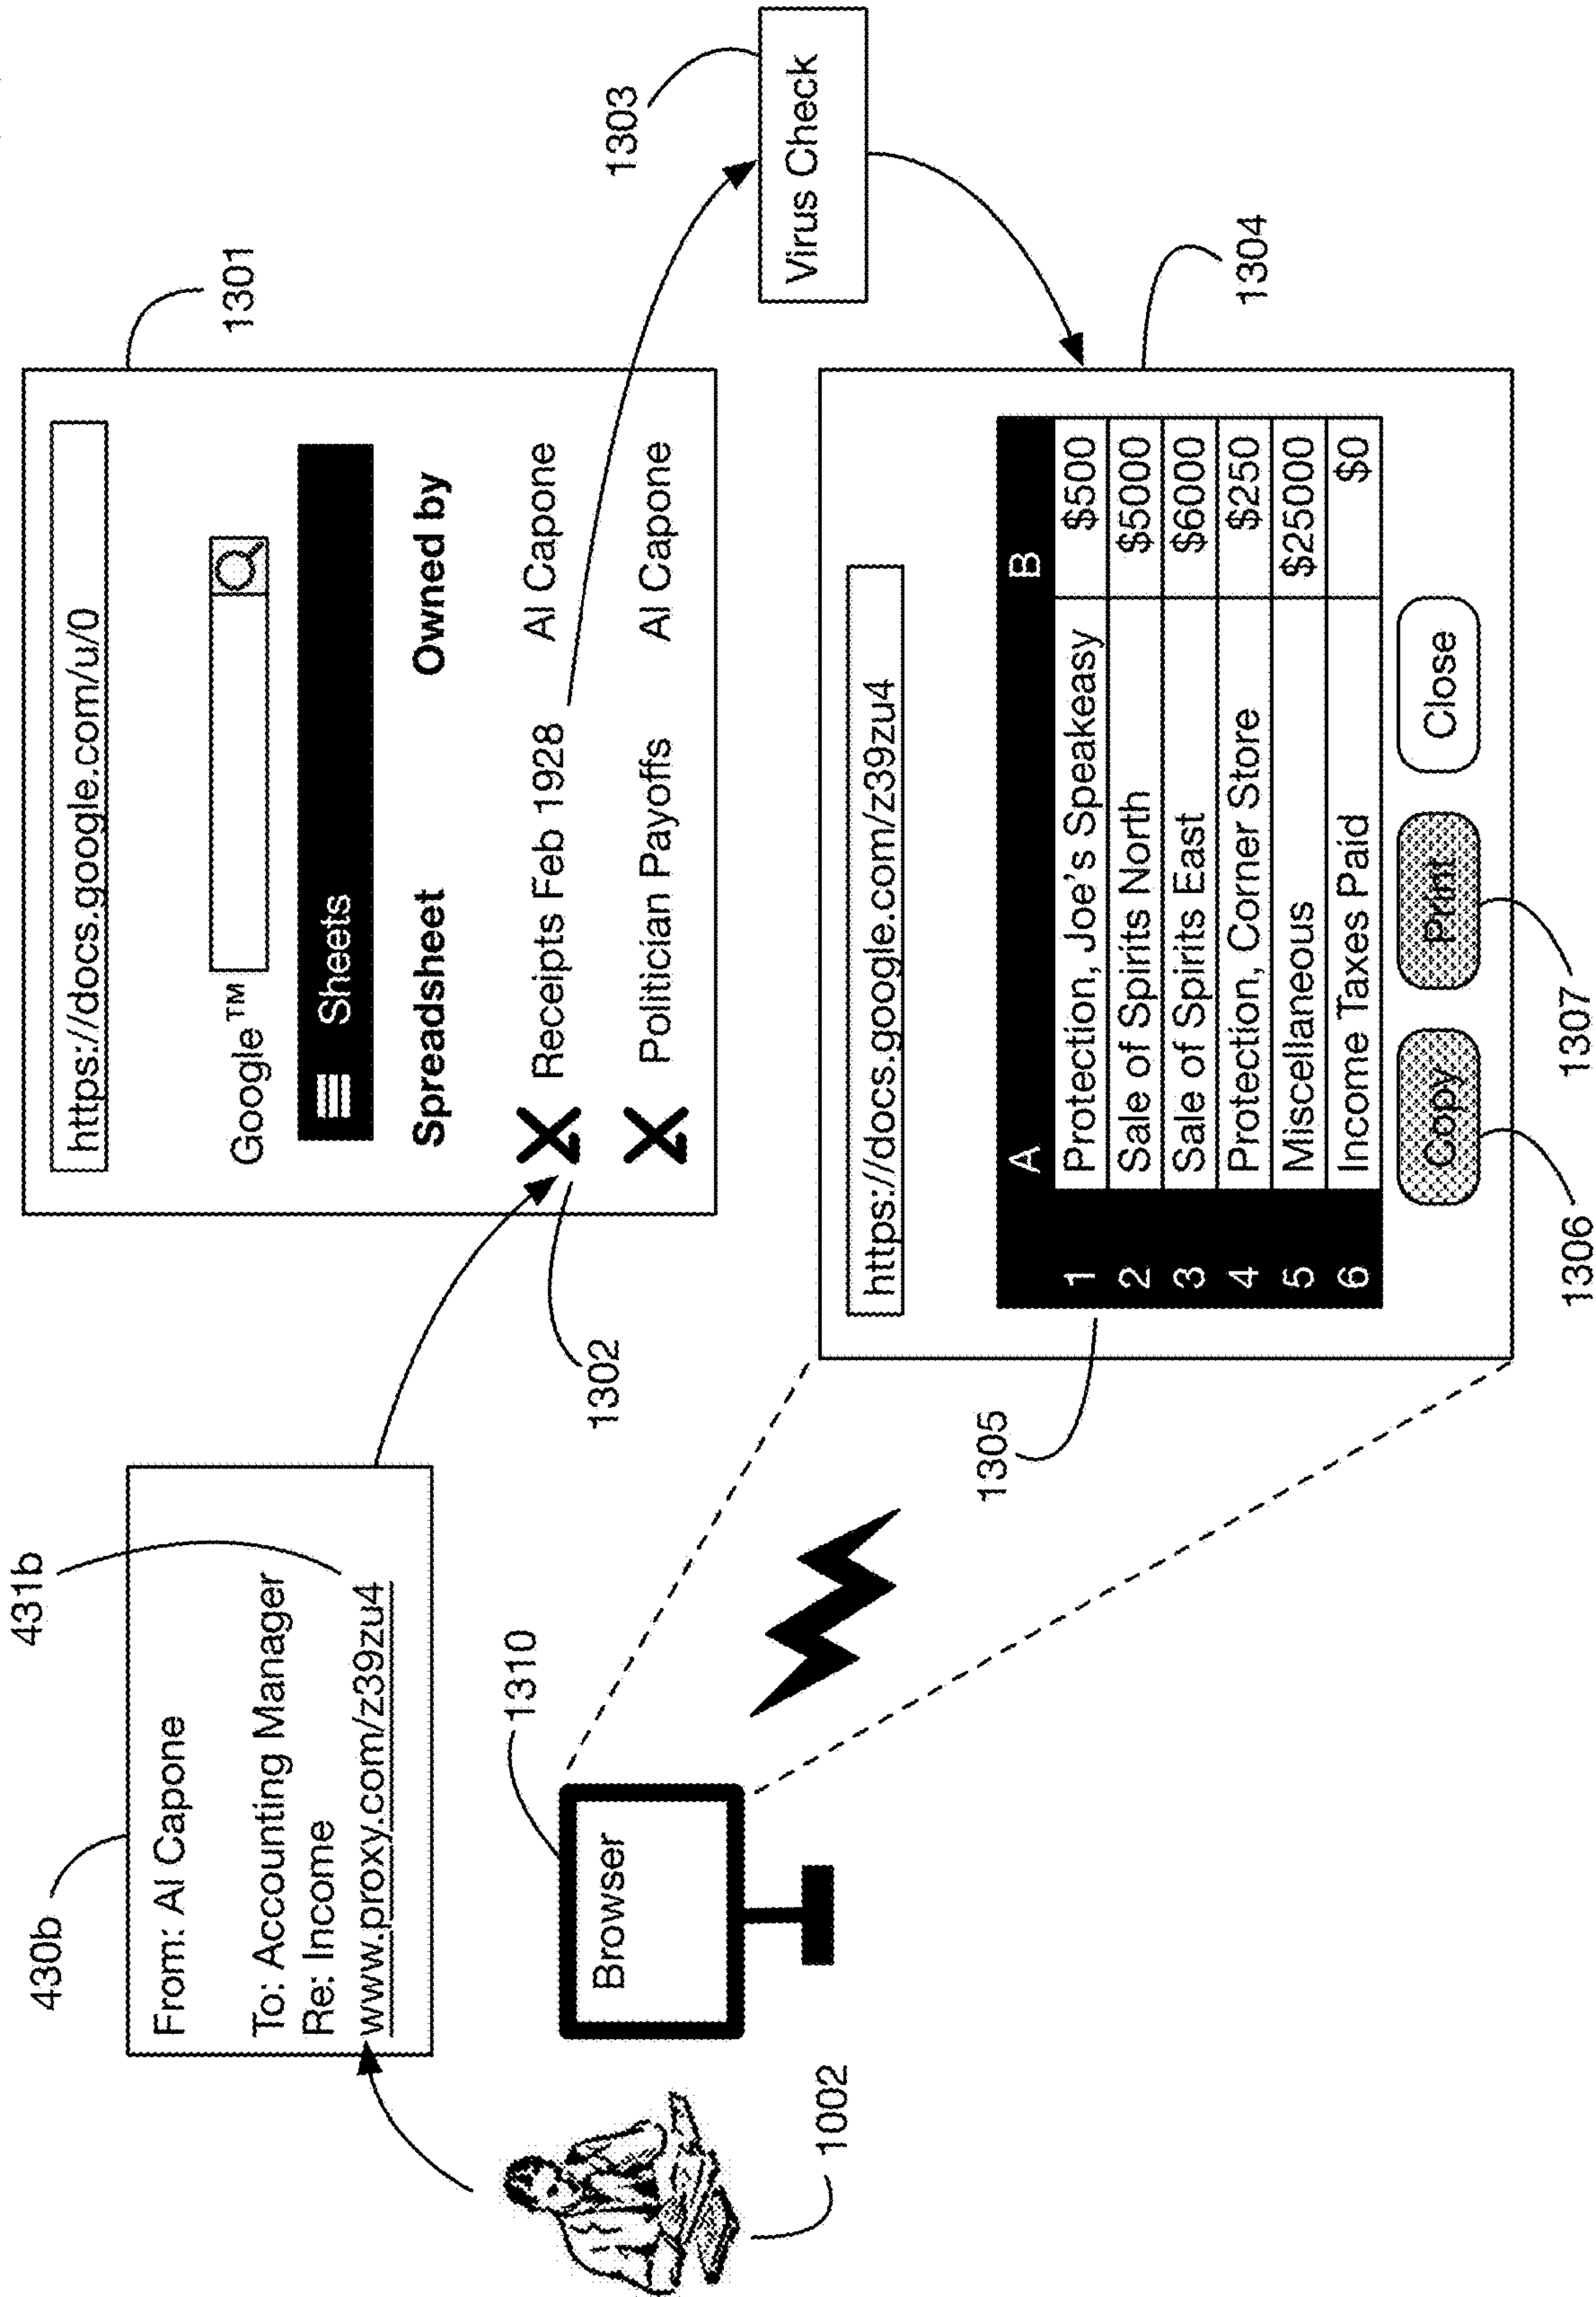 430b
431b
From: Al Capone
To: Accounting Manager
Re: Income
www.proxy.com/z39zu4
1301
https://docs.google.com/u/0
Google™
Sheets
Spreadsheet Owned by
X Receipts Feb 1928 Al Capone
X Politician Payoffs Al Capone
1302
1303
Virus Check
1310
Browser
1002
1304
https://docs.google.com/z39zu4
A B
1 Protection, Joe's Speakeasy $500
2 Sale of Spirits North $5000
3 Sale of Spirits East $6000
4 Protection, Corner Store $250
5 Miscellaneous $25000
6 Income Taxes Paid $0
1305
Copy Print Close
1306
1307